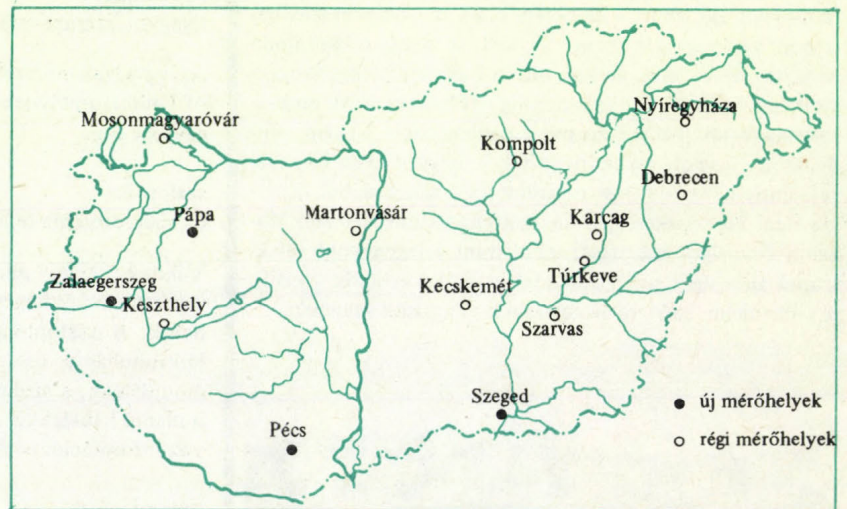 Nyíregyháza
Mosonmagyaróvár
Kompolt
Debrecen
Pápa
Martonvásár
Karcag
Túrkeve
Zalaegerszeg
Keszthely
Kecskemét
Szarvas
Szeged
új mérőhelyek
Pécs
régi mérőhelyek